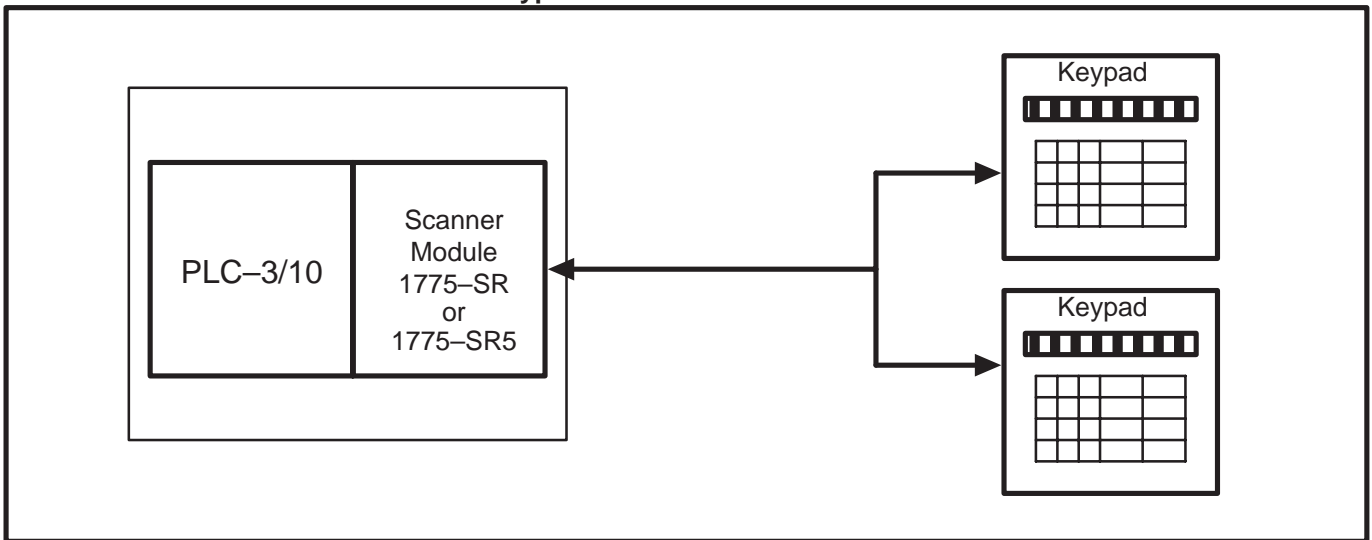 PLC–3/10
Scanner
Module
1775–SR
or
1775–SR5
Keypad
Keypad